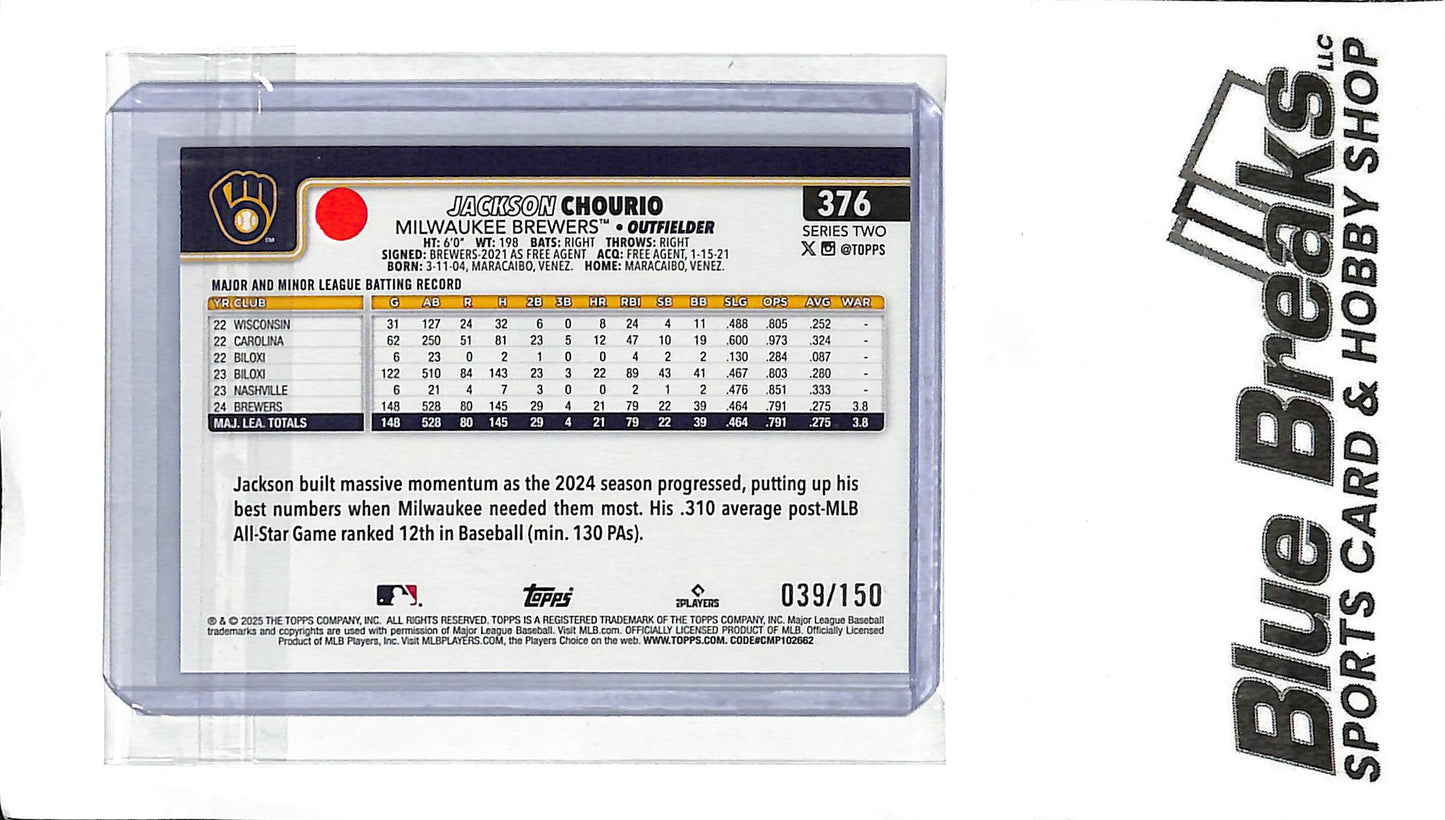 JACKSON CHOURIO
MILWAUKEE BREWERS™ • OUTFIELDER
HT: 6'0" WT: 198 BATS: RIGHT THROWS: RIGHT
SIGNED: BREWERS-2021 AS FREE AGENT ACQ: FREE AGENT, 1-15-21
BORN: 3-11-04, MARACAIBO, VENEZ. HOME: MARACAIBO, VENEZ.
376
SERIES TWO
@TOPPS
MAJOR AND MINOR LEAGUE BATTING RECORD
YR CLUB G AB R H 2B 3B HR RBI SB BB SLG OPS AVG WAR
22 WISCONSIN 31 127 24 32 6 0 8 24 4 11 .488 .805 .252 -
22 CAROLINA 62 250 51 81 23 5 12 47 10 19 .600 .973 .324 -
22 BILOXI 6 23 0 2 1 0 0 4 2 2 .130 .284 .087 -
23 BILOXI 122 510 84 143 23 3 22 89 43 41 .467 .803 .280 -
23 NASHVILLE 6 21 4 7 3 0 0 2 1 2 .476 .851 .333 -
24 BREWERS 148 528 80 145 29 4 21 79 22 39 .464 .791 .275 3.8
MAJ. LEA. TOTALS 148 528 80 145 29 4 21 79 22 39 .464 .791 .275 3.8
Jackson built massive momentum as the 2024 season progressed, putting up his
best numbers when Milwaukee needed them most. His .310 average post-MLB
All-Star Game ranked 12th in Baseball (min. 130 PAs).
topps
PLAYERS
039/150
® & © 2025 THE TOPPS COMPANY, INC. ALL RIGHTS RESERVED. TOPPS IS A REGISTERED TRADEMARK OF THE TOPPS COMPANY, INC. Major League Baseball
trademarks and copyrights are used with permission of Major League Baseball. Visit MLB.com. OFFICIALLY LICENSED PRODUCT OF MLB. Officially Licensed
Product of MLB Players, Inc. Visit MLBPLAYERS.COM, the Players Choice on the web. WWW.TOPPS.COM. CODE#CMP102662
Blue Breaks LLC
SPORTS CARD & HOBBY SHOP